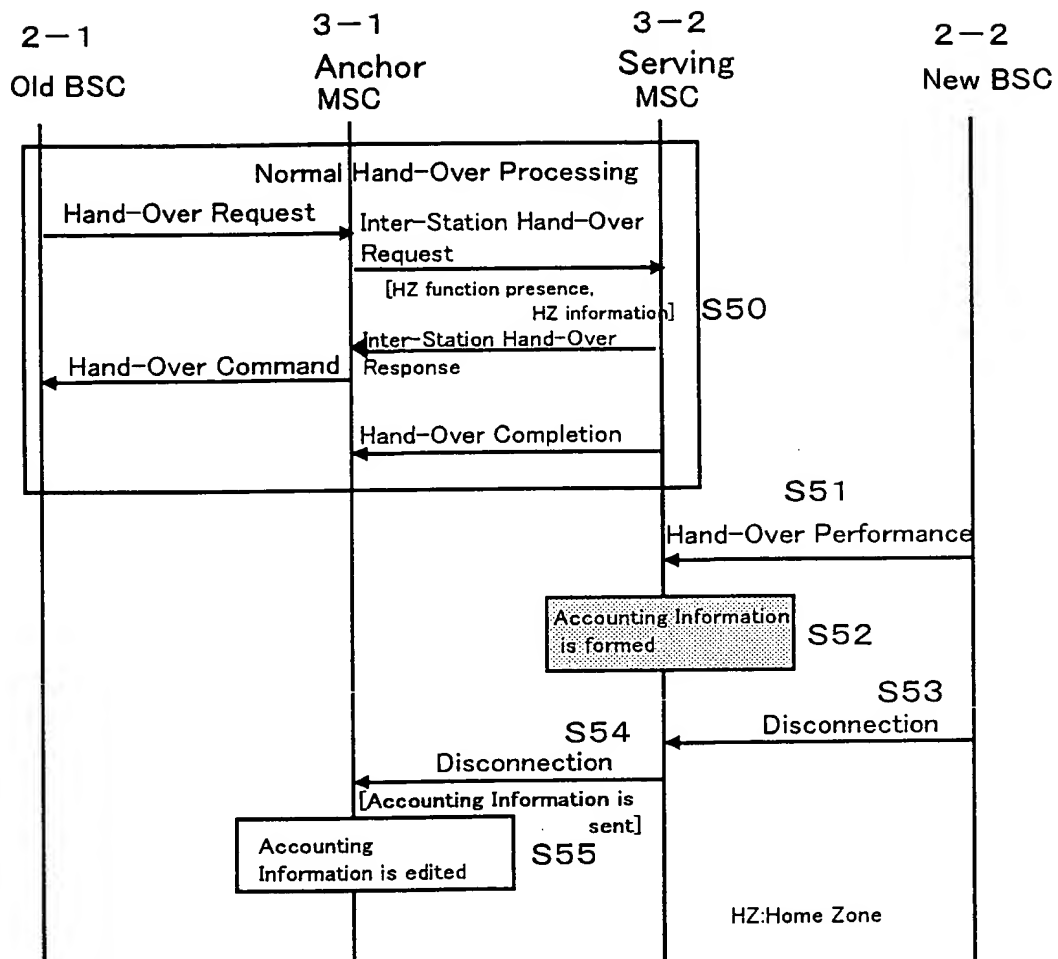 2-1
Old BSC
3-1
Anchor
MSC
3-2
Serving
MSC
2-2
New BSC
Normal Hand-Over Processing
Hand-Over Request
Inter-Station Hand-Over
Request
[HZ function presence,
HZ information]
S50
Inter-Station Hand-Over
Response
Hand-Over Command
Hand-Over Completion
S51
Hand-Over Performance
Accounting Information
is formed
S52
S53
Disconnection
S54
Disconnection
[Accounting Information is
sent]
Accounting
Information is edited
S55
HZ:Home Zone